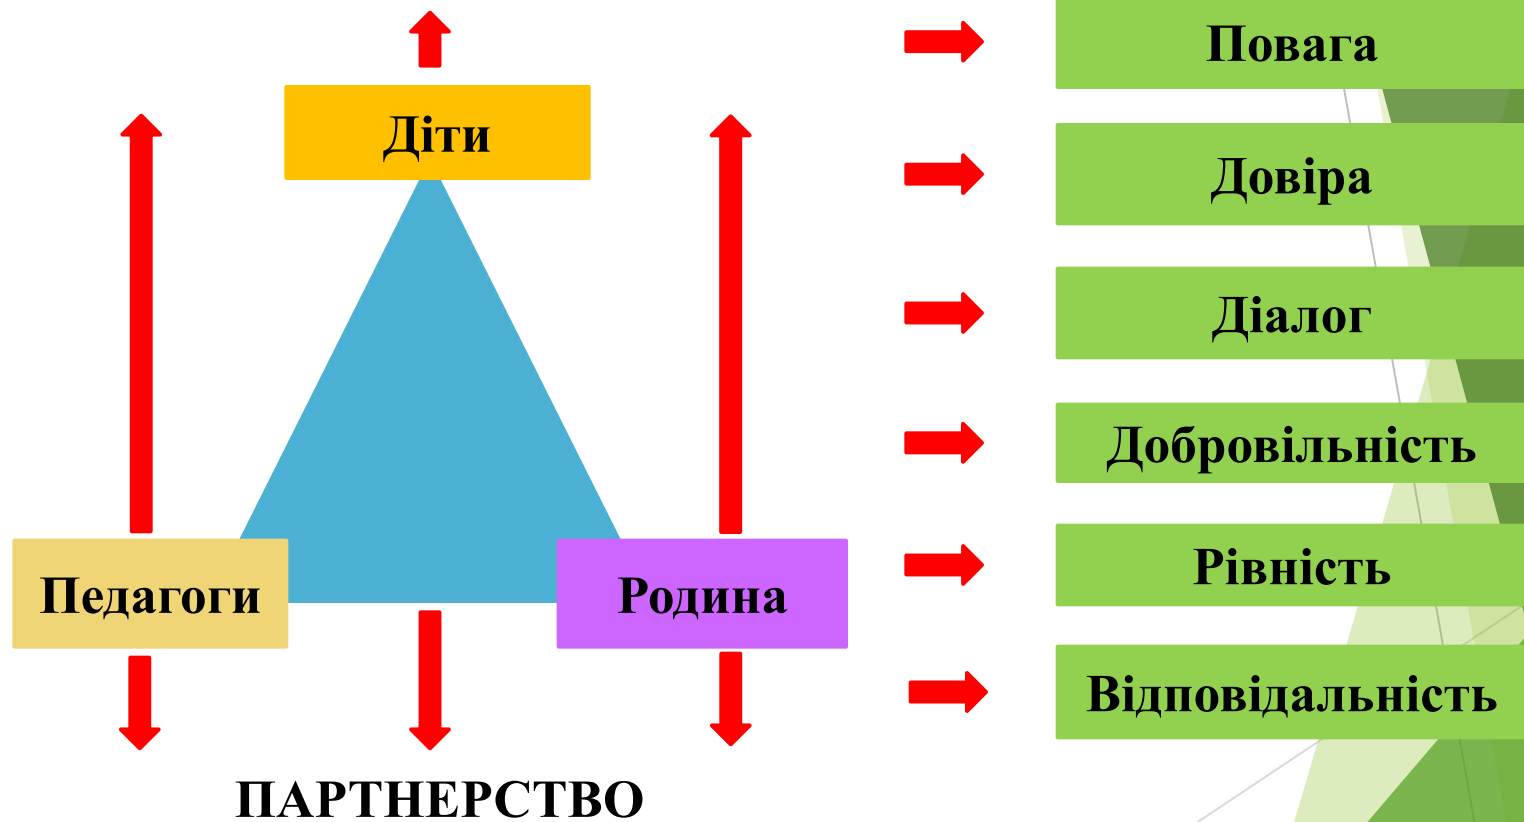 Діти
Педагоги
Родина
ПАРТНЕРСТВО
Повага
Довіра
Діалог
Добровільність
Рівність
Відповідальність